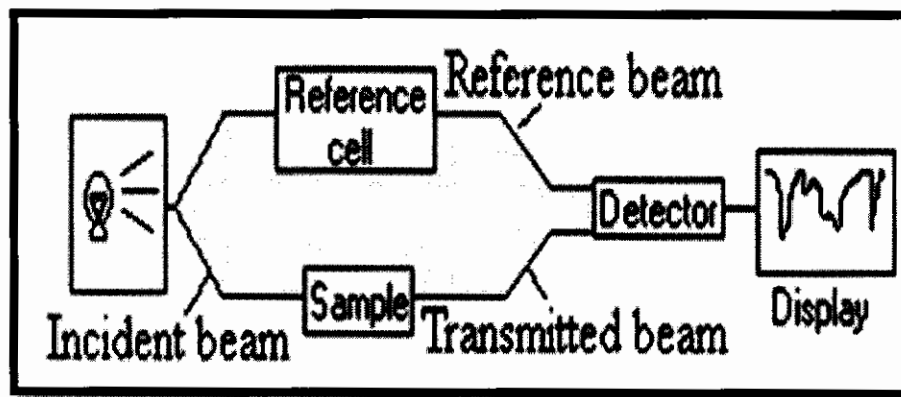 Reference
cell
Reference beam
Detector
Sample
Incident beam
Transmitted beam
Display